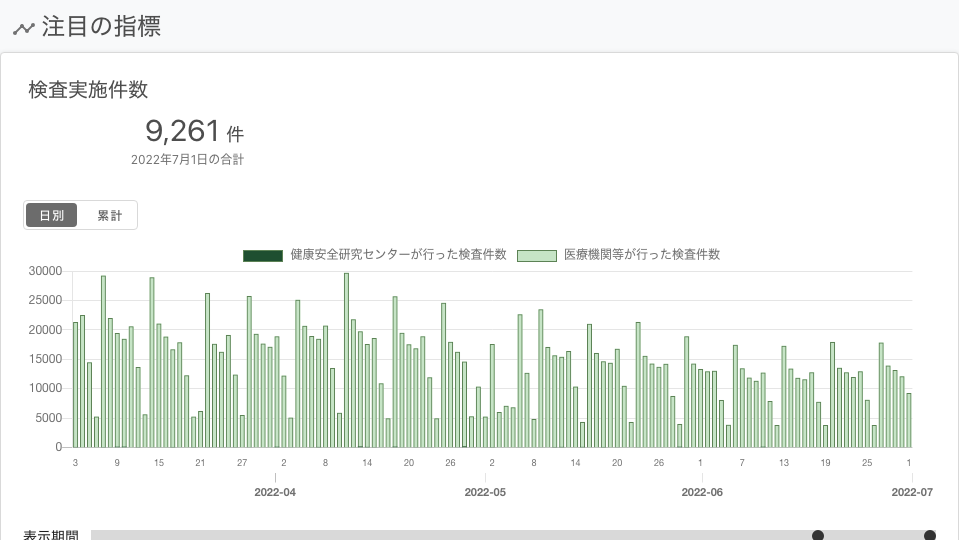 注目の指標
検査実施件数
9,261 件
2022年7月1日の合計
日別 累計
健康安全研究センターが行った検査件数 医療機関等が行った検査件数
30000
25000
20000
15000
10000
5000
0
3 9 15 21 27 2 8 14 20 26 2 8 14 20 26 1 7 13 19 25 1
2022-04 2022-05 2022-06 2022-07
表示期間